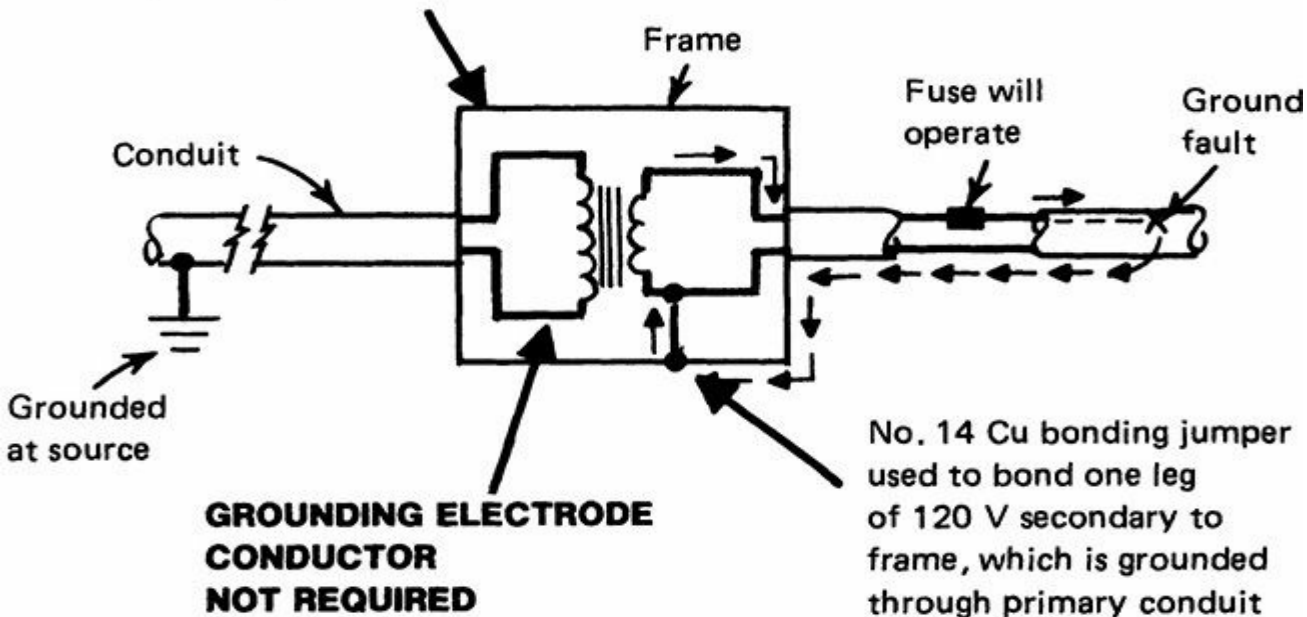 Frame
Fuse will
operate
Ground
fault
Conduit
Grounded
at source
GROUNDING ELECTRODE
CONDUCTOR
NOT REQUIRED
No. 14 Cu bonding jumper
used to bond one leg
of 120 V secondary to
frame, which is grounded
through primary conduit